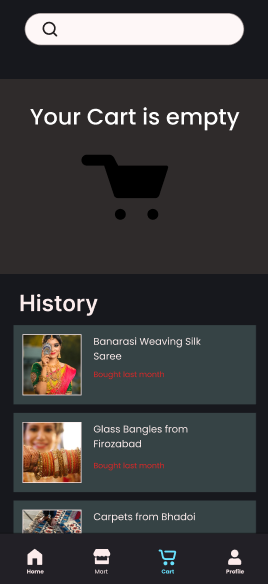 Your Cart is empty
History
Banarasi Weaving Silk
Saree
Bought last month
Glass Bangles from
Firozabad
Bought last month
Carpets from Bhadoi
Home
Mart
Cart
Profile